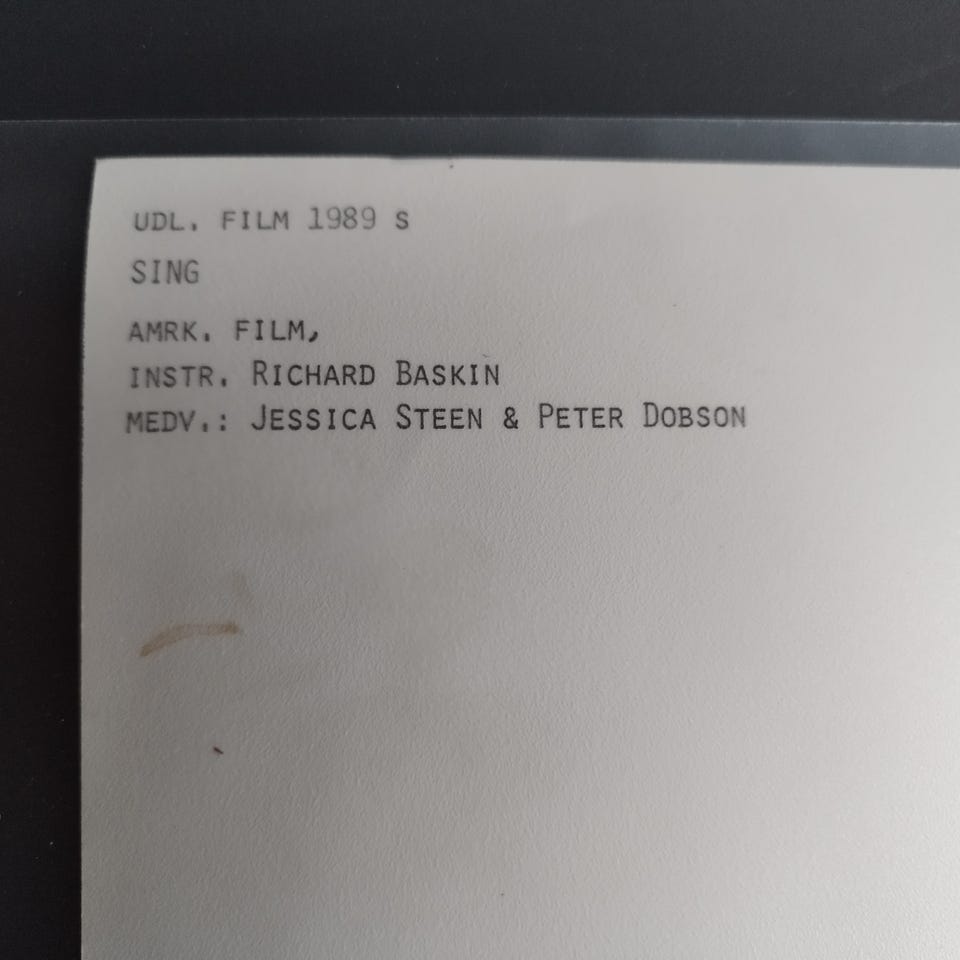 UDL. FILM 1989 S
SING
AMRK. FILM,
INSTR. RICHARD BASKIN
MEDV.: JESSICA STEEN & PETER DOBSON